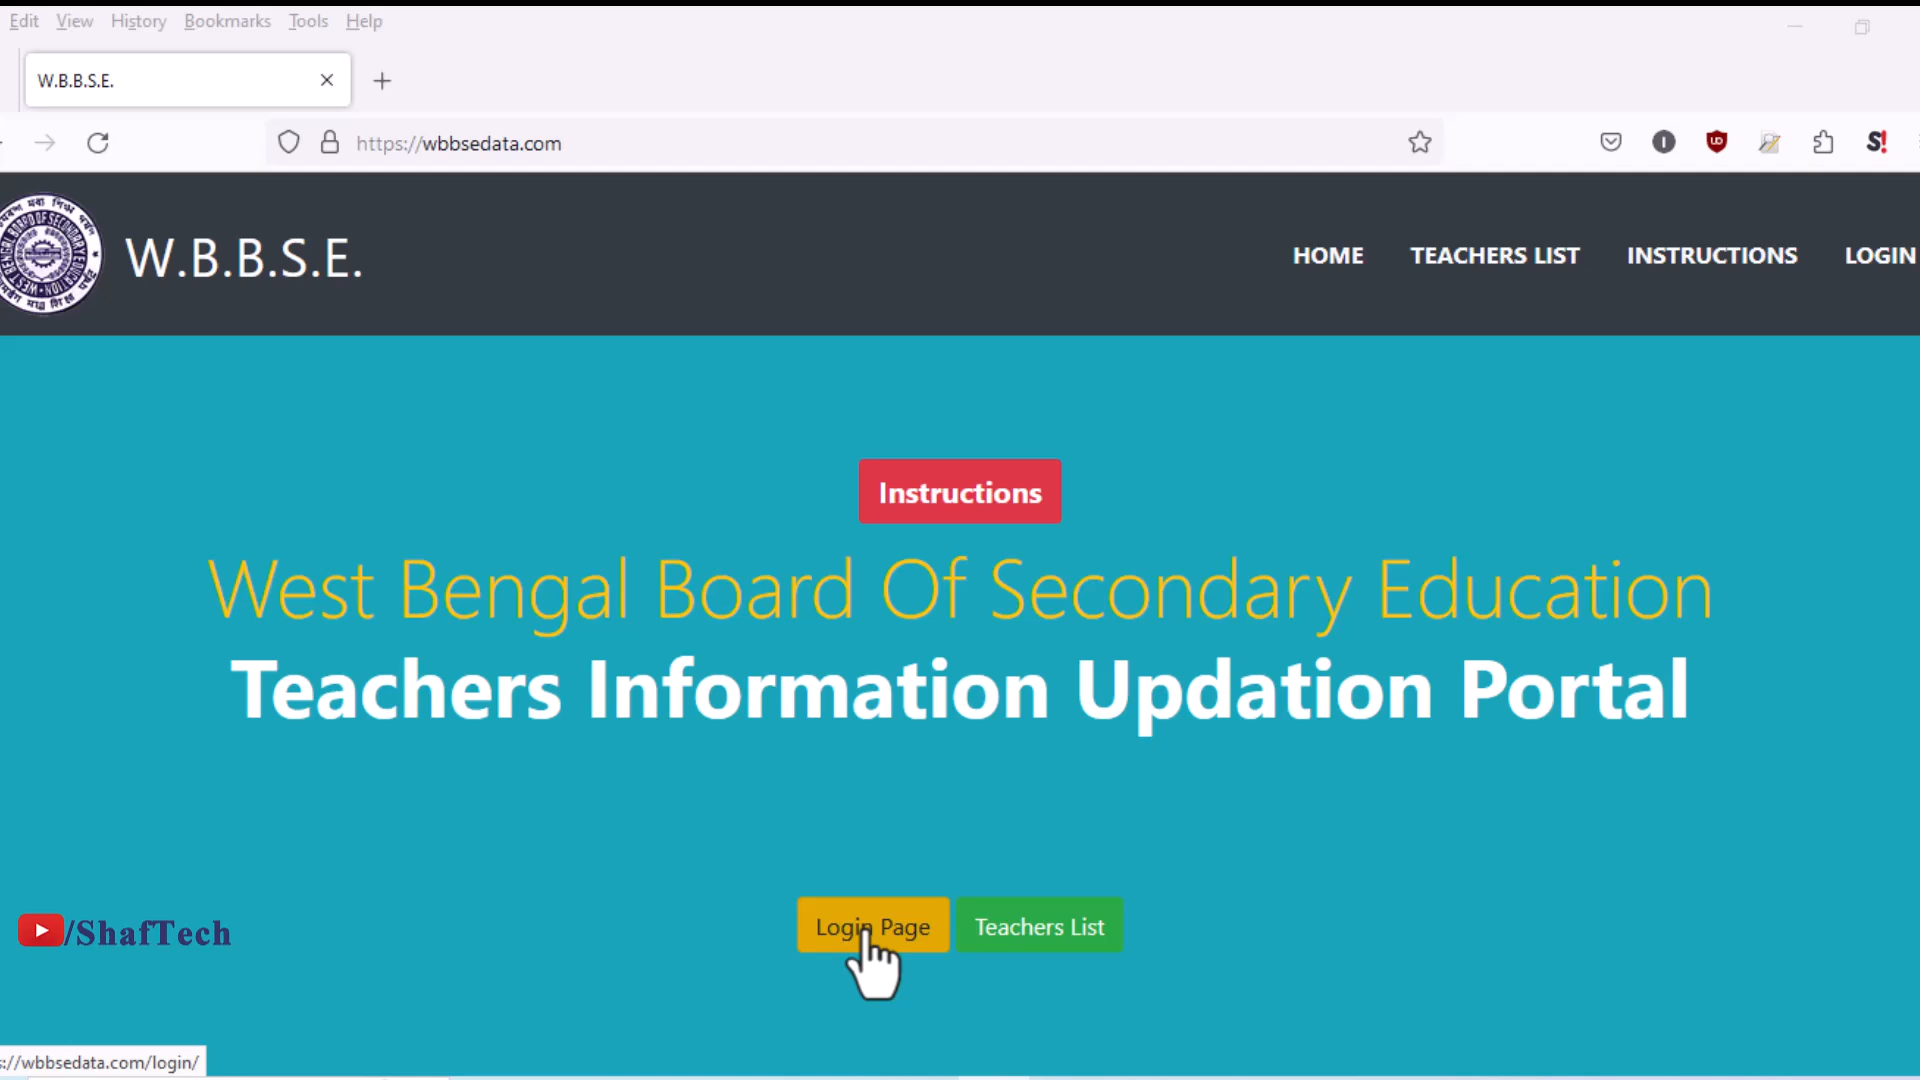 Edit View History Bookmarks Tools Help
W.B.B.S.E.
https://wbbsedata.com
W.B.B.S.E.
HOME TEACHERS LIST INSTRUCTIONS LOGIN
Instructions
West Bengal Board Of Secondary Education
Teachers Information Updation Portal
Login Page Teachers List
/ShafTech
://wbbsedata.com/login/